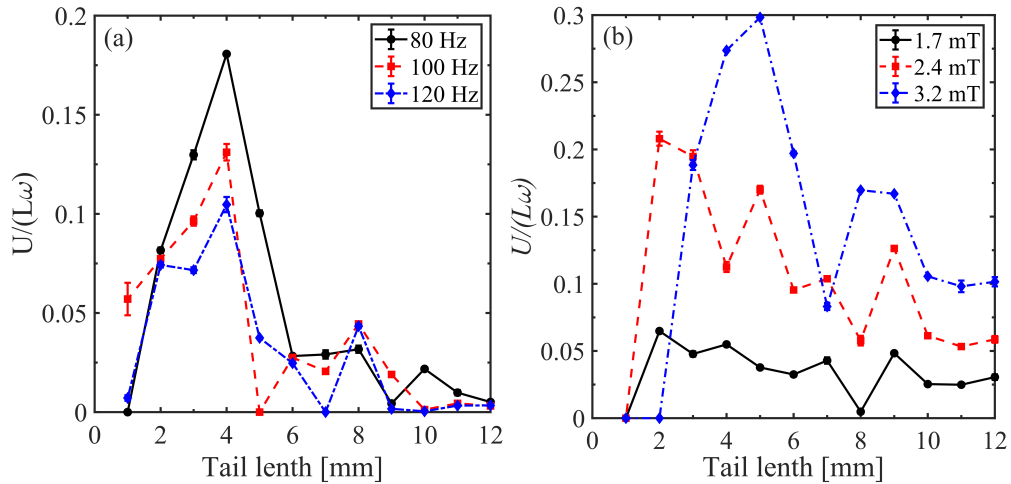 (a)
80 Hz
100 Hz
120 Hz
0.2
0.15
0.1
0.05
0
U/(Lω)
0 2 4 6 8 10 12
Tail lenth [mm]
(b)
1.7 mT
2.4 mT
3.2 mT
0.3
0.25
0.2
0.15
0.1
0.05
0
U/(Lω)
0 2 4 6 8 10 12
Tail lenth [mm]